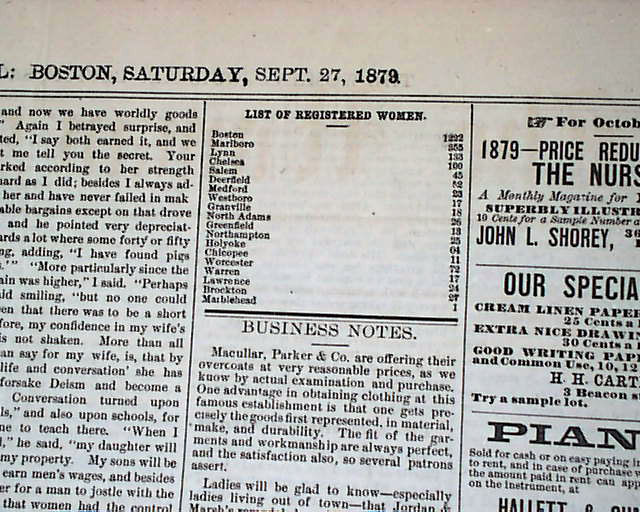 L: BOSTON, SATURDAY, SEPT. 27, 1879.
and now we have worldly goods
" Again I betrayed surprise, and
ted, "I say both earned it, and we
t me tell you the secret. Your
rked according to her strength
hard as I did; besides I always ad-
her and have never failed in mak
able bargains except on that drove
and he pointed very depreciat-
ards a lot where some forty or fifty
ng, adding, "I have found pigs
.'" "More particularly since the
ain was higher," I said. "Perhaps
id smiling, "but no one could
en that there was to be a short
fore, my confidence in my wife's
is not shaken. More than all
an say for my wife, is, that by
life and conversation' she has
forsake Deism and become a
Conversation turned upon
ls," and also upon schools, for
ne to teach there. "When I
l," he said, "my daughter will
my property. My sons will be
earn men's wages, and besides
er for a man to jostle with the
that women had the control
LIST OF REGISTERED WOMEN.
Boston 1292
Marlboro 355
Lynn 133
Chelsea 100
Salem 45
Deerfield 52
Medford 23
Westboro 17
Granville 18
North Adams 26
Greenfield 13
Northampton 25
Holyoke 64
Chicopee 11
Worcester 72
Warren 17
Lawrence 24
Brockton 27
Marblehead 1
BUSINESS NOTES.
Macullar, Parker & Co. are offering their
overcoats at very reasonable prices, as we
know by actual examination and purchase.
One advantage in obtaining clothing at this
famous establishment is that one gets pre-
cisely the goods first represented, in material,
make, and durability. The fit of the gar-
ments and workmanship are always perfect,
and the satisfaction also, so several patrons
assert.
Ladies will be glad to know—especially
ladies living out of town—that Jordan &
For Octob
1879—PRICE REDU
THE NURS
A Monthly Magazine for
SUPERBLY ILLUSTR
10 Cents for a Sample Number a
JOHN L. SHOREY, 36
OUR SPECIA
CREAM LINEN PAPER
25 Cents a
EXTRA NICE DRAWIN
30 Cents a
GOOD WRITING PAP
and Common Use, 10, 12
H. H. CART
3 Beacon s
Try a sample lot.
PIAN
Sold for cash or on easy paying in
to rent, and in case of purchase w
the amount paid in rent can app
on the instrument, at
HALLETT &